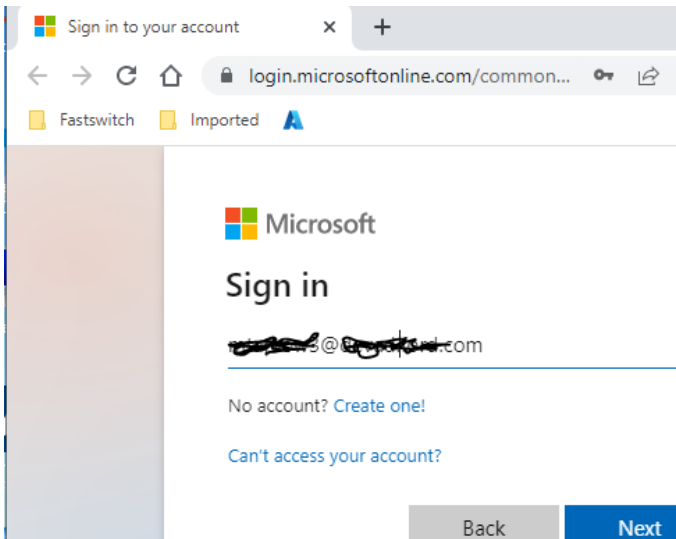 Sign in to your account
login.microsoftonline.com/common...
Fastswitch Imported
Microsoft
Sign in
@ .com
No account? Create one!
Can't access your account?
Back Next